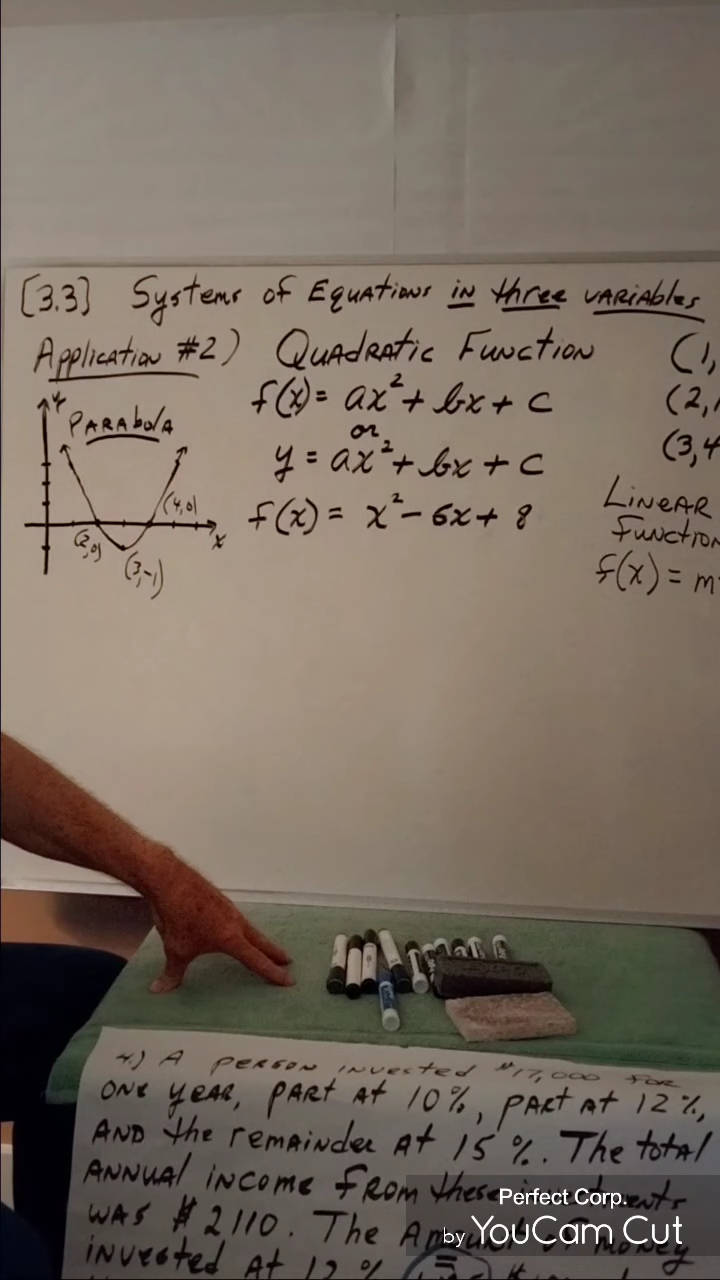 [3.3] Systems of Equations in three variables
Application #2) Quadratic Function (1,
f(x) = ax² + bx + c (2,
or
y = ax² + bx + c (3,4
f(x) = x² - 6x + 8
Linear
Function
f(x) = m
y
Parabola
(4,0)
(2,0)
x
(3,-1)
4.) A person invested $17,000 for
one year, part at 10%, part at 12%,
and the remainder at 15%. The total
annual income from these investments
was $2110. The Amount of money
invested at 12%
Perfect Corp.
by YouCam Cut